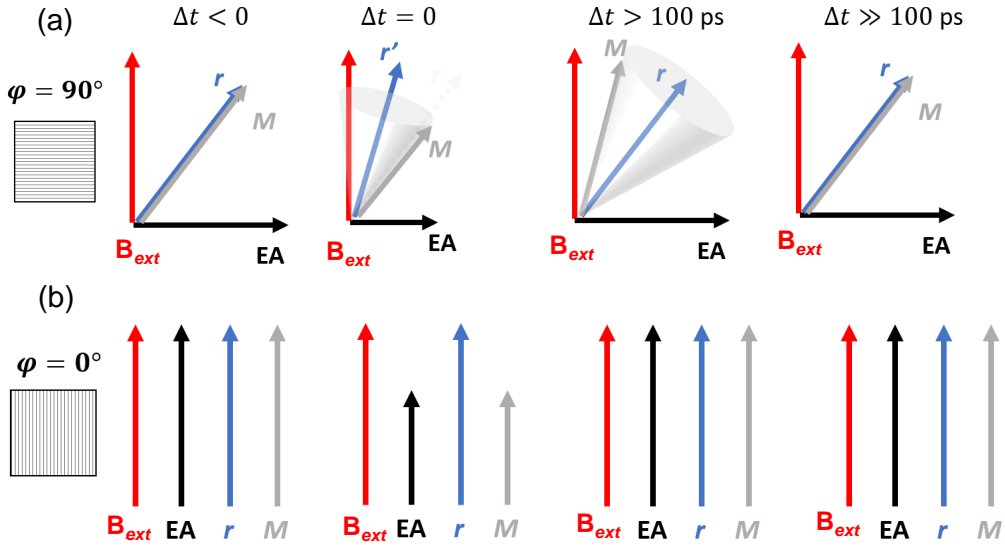 (a)
Δt < 0
Δt = 0
Δt > 100 ps
Δt ≫ 100 ps
φ = 90°
r
M
B_ext
EA
r'
r
M
B_ext
EA
M
r
B_ext
EA
r
M
B_ext
EA
(b)
φ = 0°
B_ext EA r M
B_ext EA r M
B_ext EA r M
B_ext EA r M